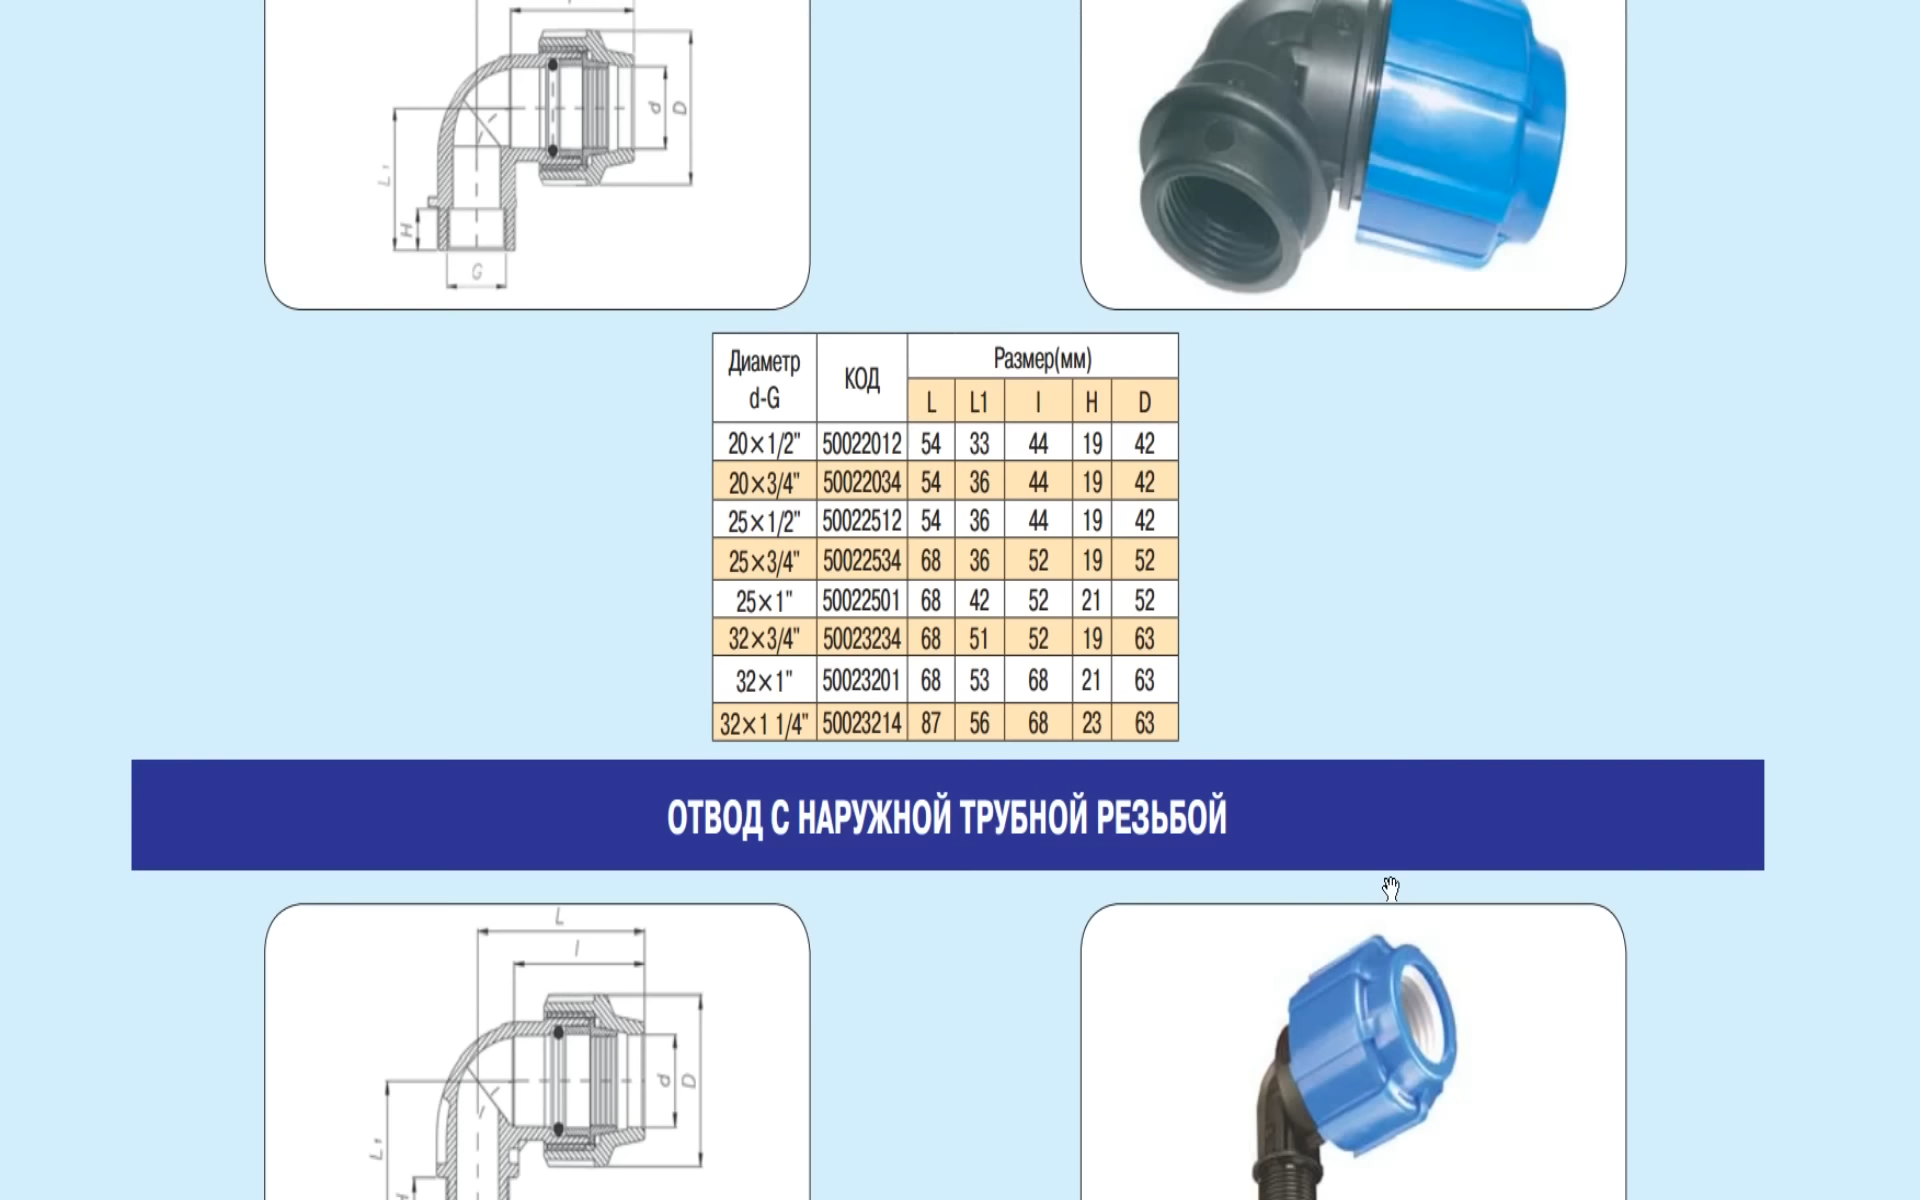 d
D
L1
H
G
Диаметр
d-G
КОД
Размер(мм)
L L1 l H D
20×1/2" 50022012 54 33 44 19 42
20×3/4" 50022034 54 36 44 19 42
25×1/2" 50022512 54 36 44 19 42
25×3/4" 50022534 68 36 52 19 52
25×1" 50022501 68 42 52 21 52
32×3/4" 50023234 68 51 52 19 63
32×1" 50023201 68 53 68 21 63
32×1 1/4" 50023214 87 56 68 23 63
ОТВОД С НАРУЖНОЙ ТРУБНОЙ РЕЗЬБОЙ
L
l
d
D
L1